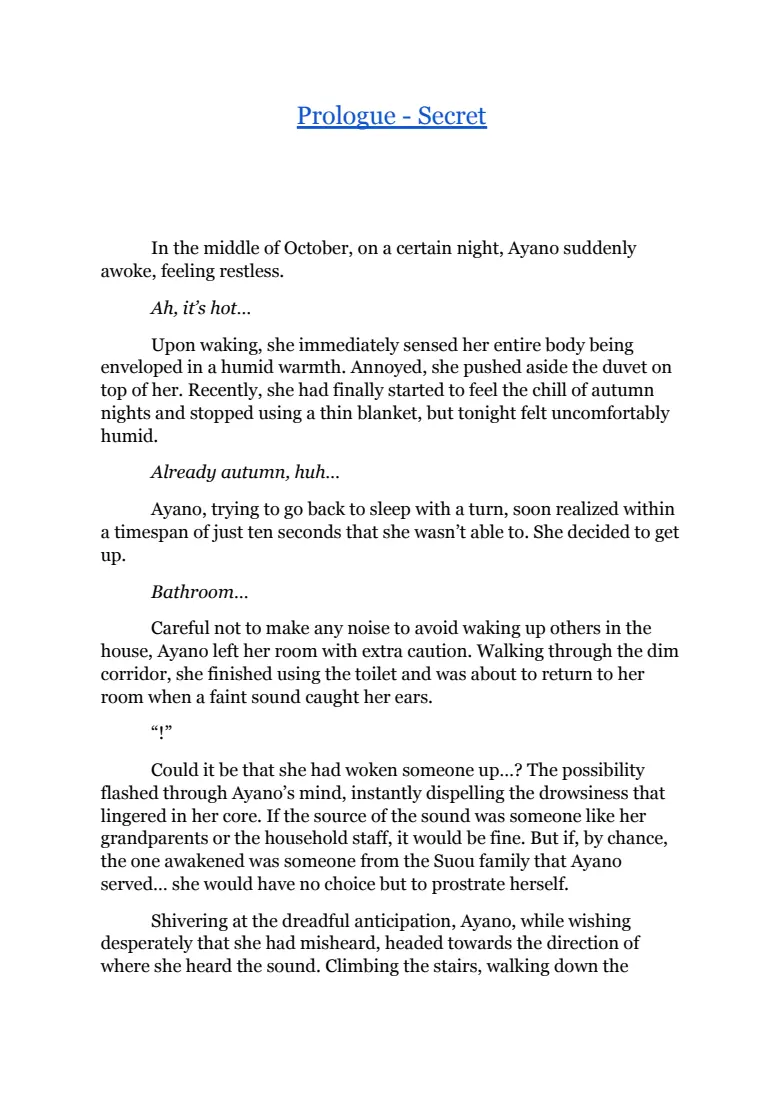 Prologue - Secret
In the middle of October, on a certain night, Ayano suddenly
awoke, feeling restless.
Ah, it’s hot…
Upon waking, she immediately sensed her entire body being
enveloped in a humid warmth. Annoyed, she pushed aside the duvet on
top of her. Recently, she had finally started to feel the chill of autumn
nights and stopped using a thin blanket, but tonight felt uncomfortably
humid.
Already autumn, huh…
Ayano, trying to go back to sleep with a turn, soon realized within
a timespan of just ten seconds that she wasn’t able to. She decided to get
up.
Bathroom…
Careful not to make any noise to avoid waking up others in the
house, Ayano left her room with extra caution. Walking through the dim
corridor, she finished using the toilet and was about to return to her
room when a faint sound caught her ears.
“!”
Could it be that she had woken someone up…? The possibility
flashed through Ayano’s mind, instantly dispelling the drowsiness that
lingered in her core. If the source of the sound was someone like her
grandparents or the household staff, it would be fine. But if, by chance,
the one awakened was someone from the Suou family that Ayano
served… she would have no choice but to prostrate herself.
Shivering at the dreadful anticipation, Ayano, while wishing
desperately that she had misheard, headed towards the direction of
where she heard the sound. Climbing the stairs, walking down the